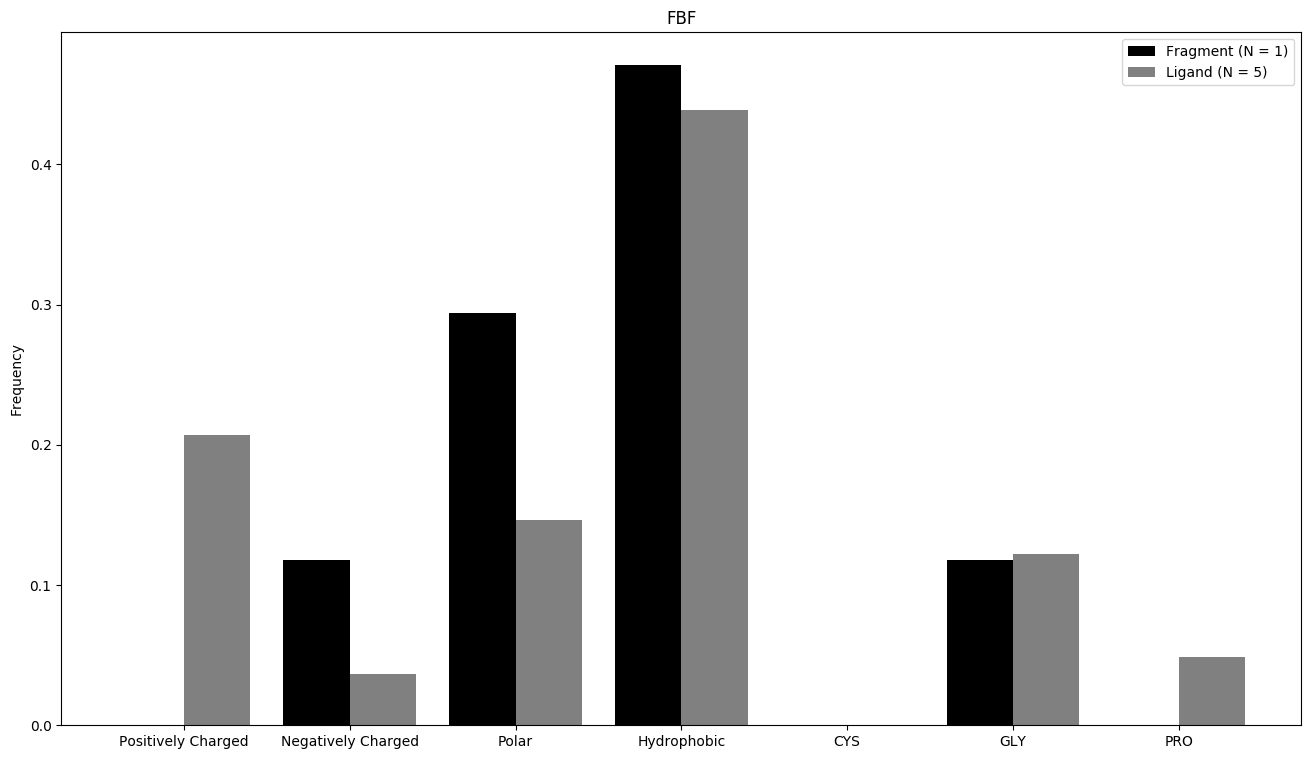 FBF
Fragment (N = 1)
Ligand (N = 5)
Frequency
0.4
0.3
0.2
0.1
0.0
Positively Charged Negatively Charged Polar Hydrophobic CYS GLY PRO